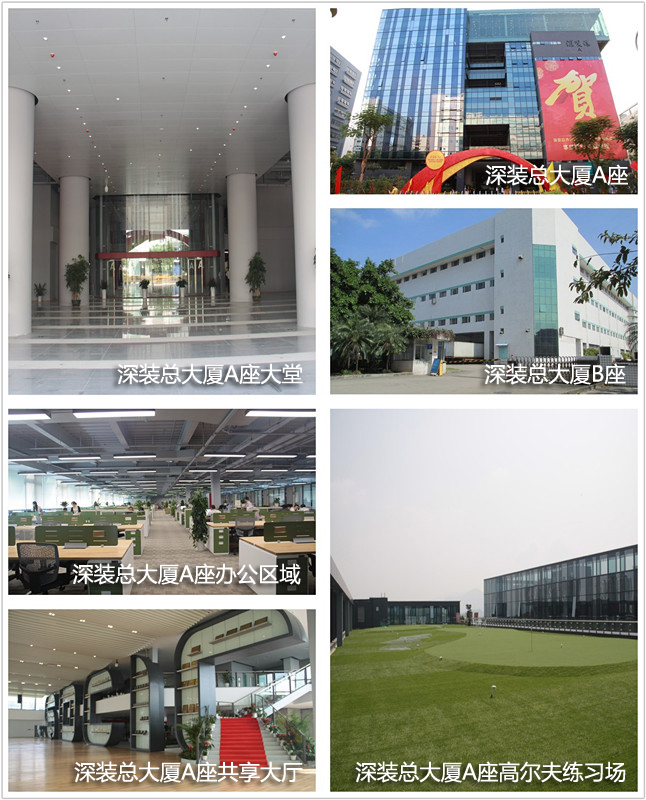 深装总大厦A座大堂
贺
深装总大厦A座
深装总大厦B座
深装总大厦A座办公区域
深装总大厦A座共享大厅
深装总大厦A座高尔夫练习场